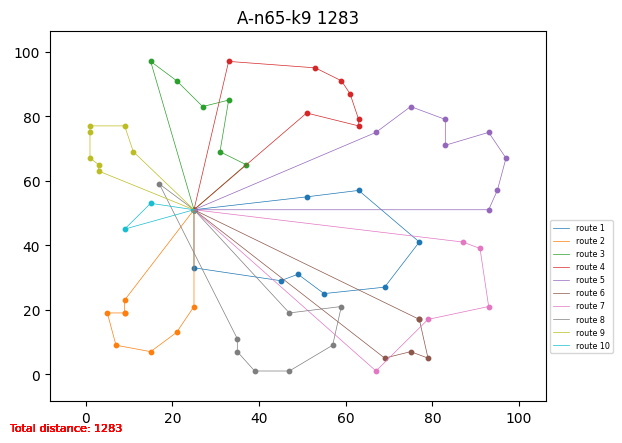 A-n65-k9 1283
100
80
60
40
20
0
0 20 40 60 80 100
route 1
route 2
route 3
route 4
route 5
route 6
route 7
route 8
route 9
route 10
Total distance: 1283